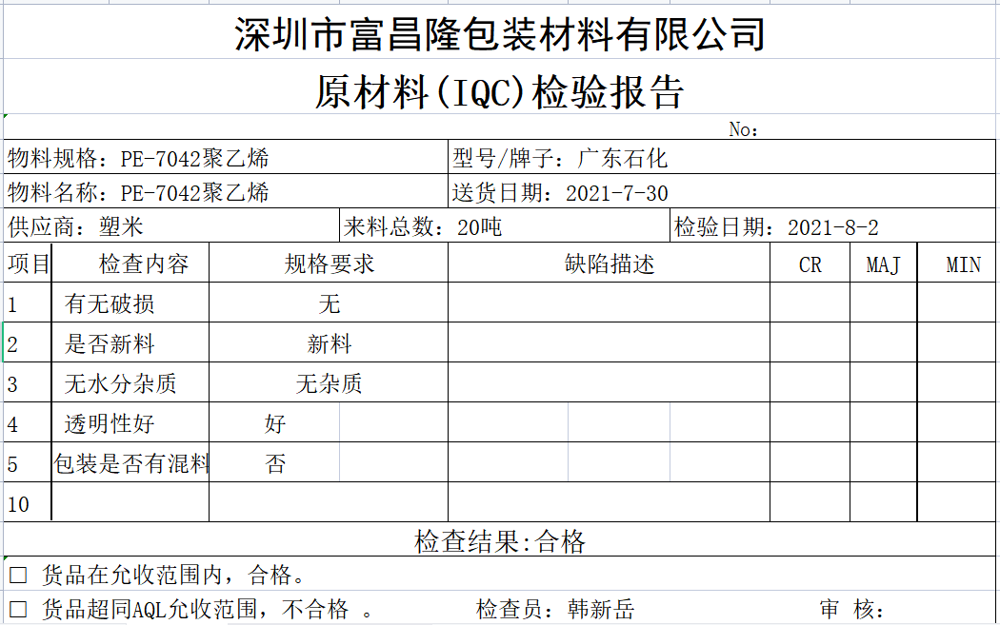 深圳市富昌隆包装材料有限公司
原材料(IQC)检验报告
No:
物料规格：PE-7042聚乙烯 型号/牌子：广东石化
物料名称：PE-7042聚乙烯 送货日期：2021-7-30
供应商：塑米 来料总数：20吨 检验日期：2021-8-2
项目 检查内容 规格要求 缺陷描述 CR MAJ MIN
1 有无破损 无
2 是否新料 新料
3 无水分杂质 无杂质
4 透明性好 好
5 包装是否有混料 否
10
检查结果:合格
□ 货品在允收范围内，合格。
□ 货品超同AQL允收范围，不合格 。 检查员：韩新岳 审 核：